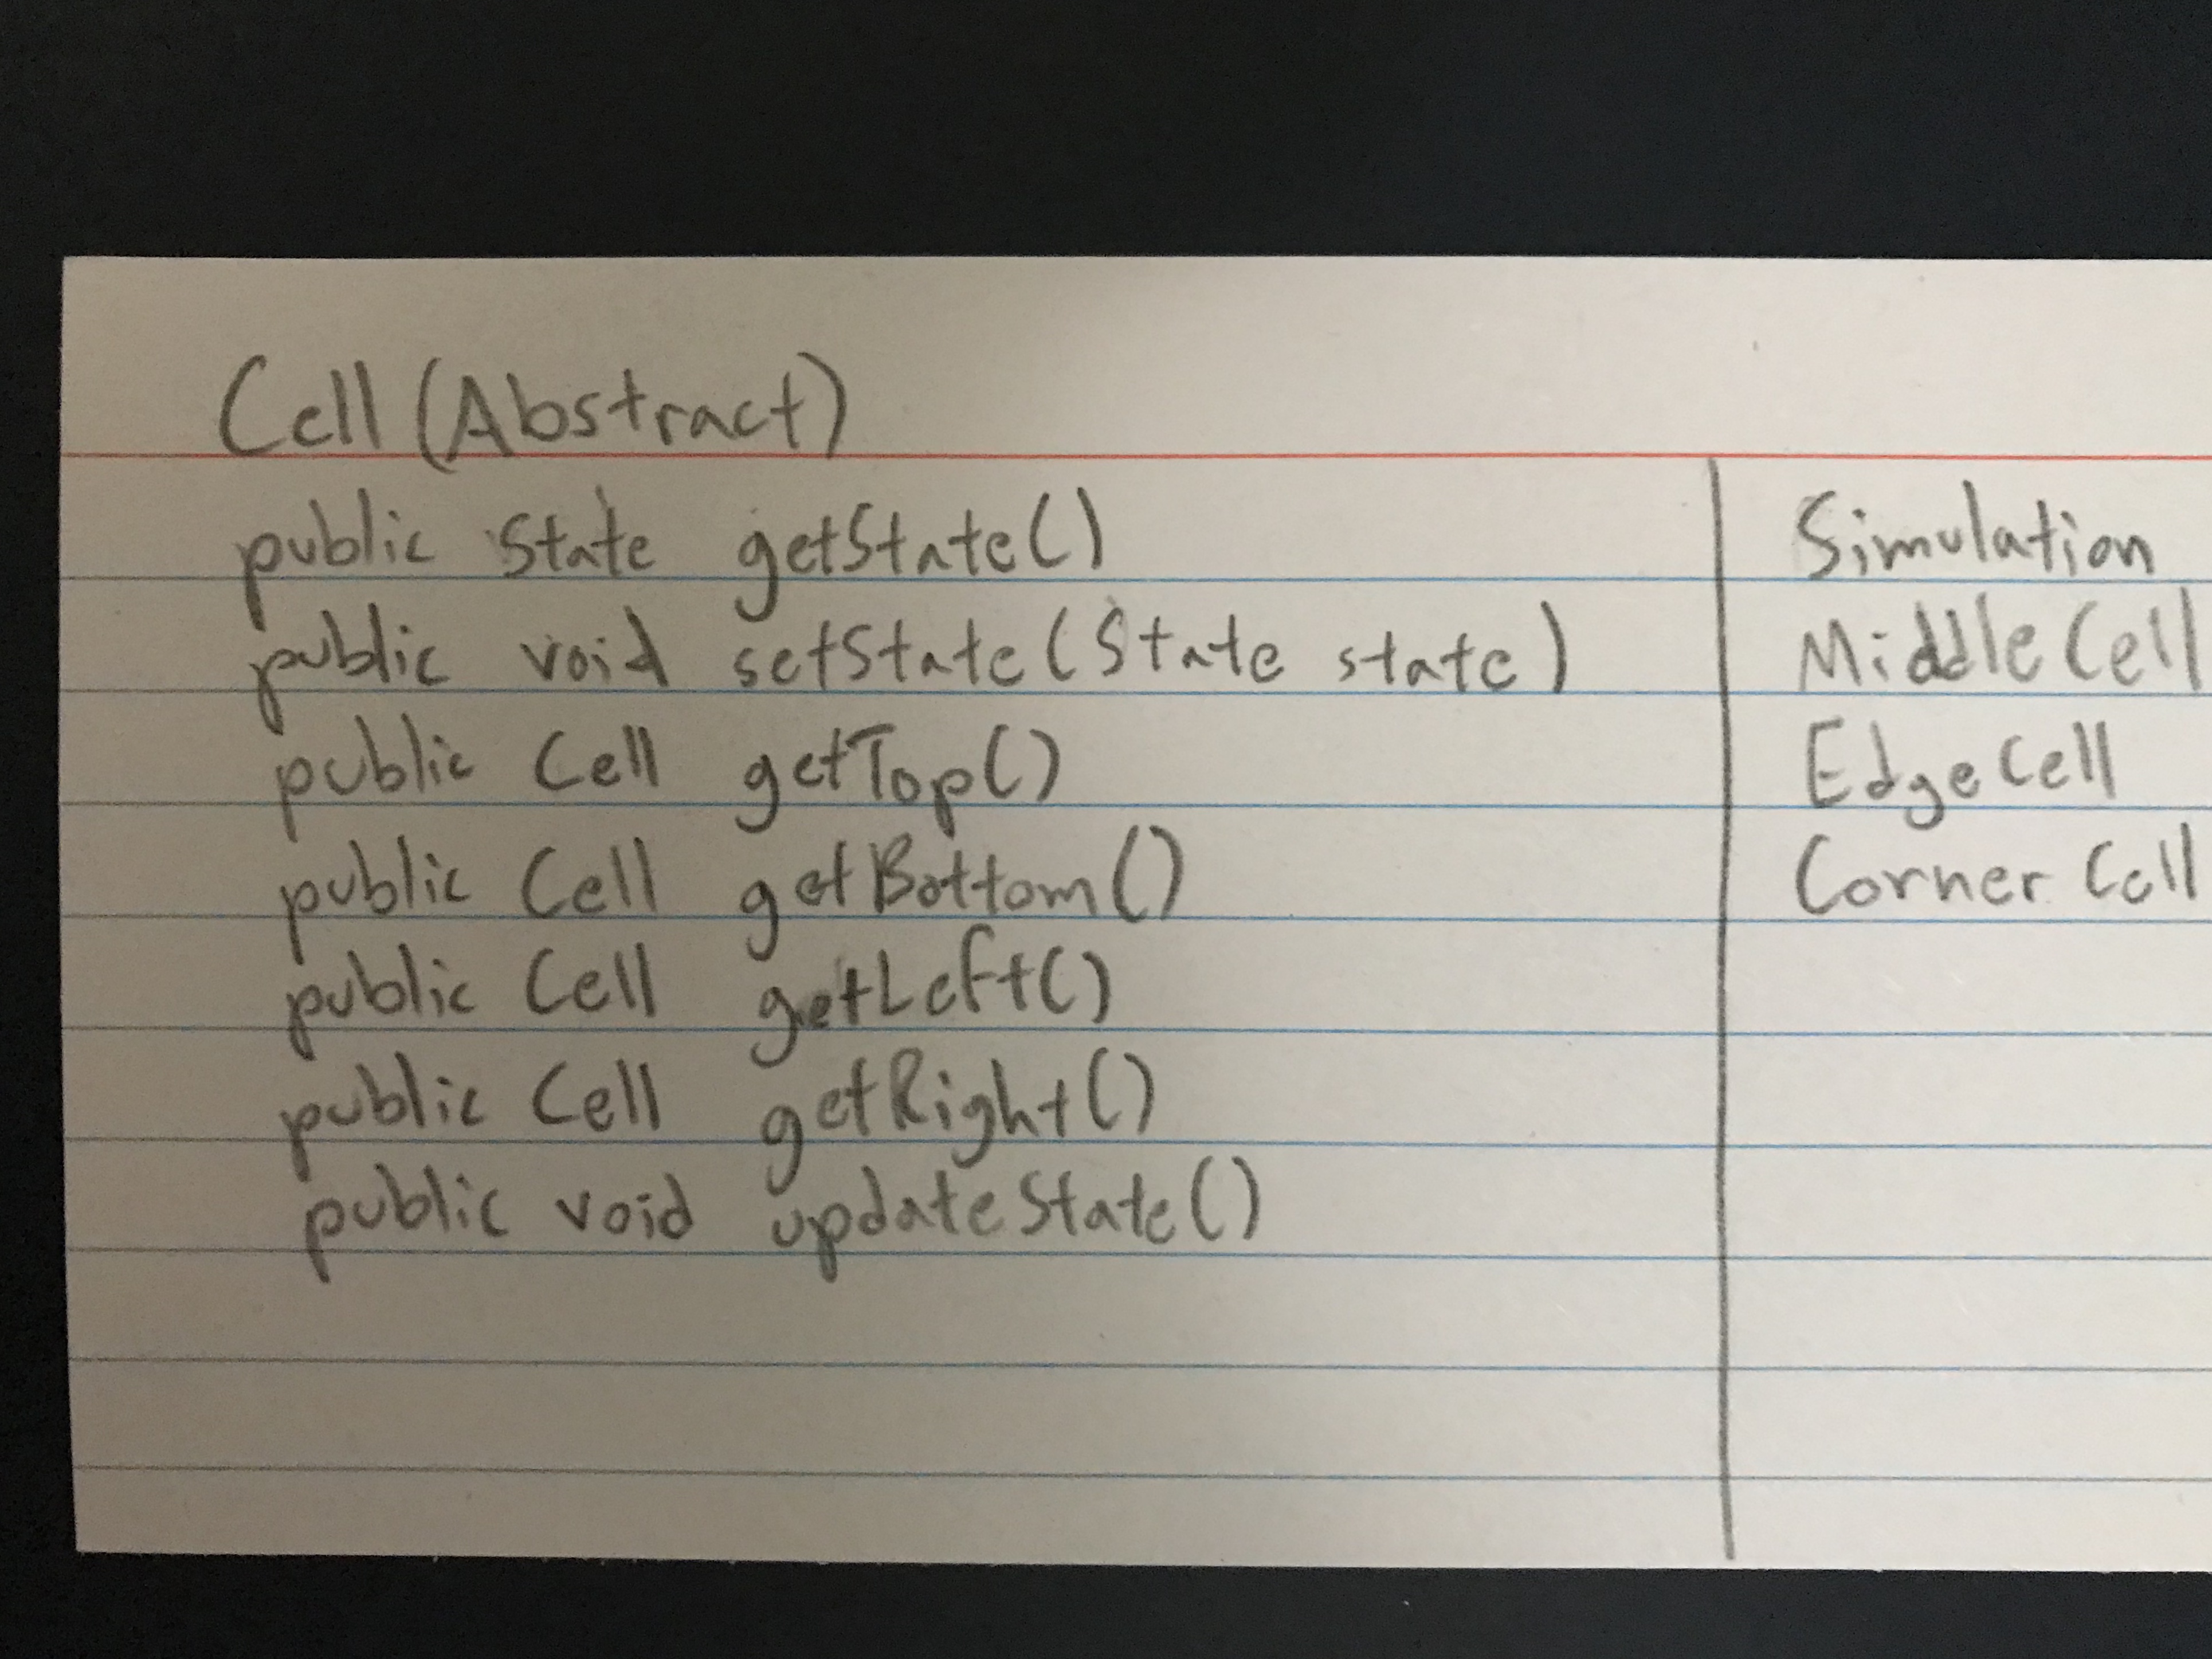 Cell (Abstract)
public State getState()
public void setState(State state)
public Cell getTop()
public Cell getBottom()
public Cell getLeft()
public Cell getRight()
public void updateState()
Simulation
Middle Cell
Edge Cell
Corner Cell